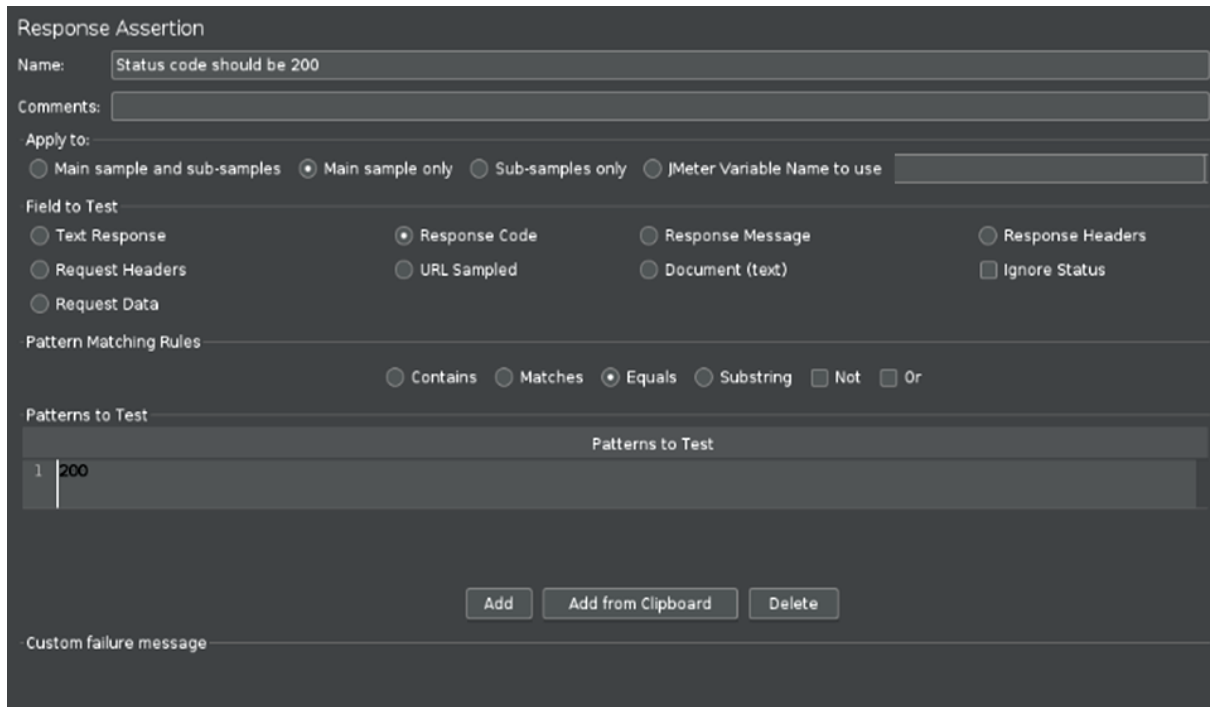 Response Assertion
Name: Status code should be 200
Comments:
Apply to:
Main sample and sub-samples Main sample only Sub-samples only JMeter Variable Name to use
Field to Test
Text Response Response Code Response Message Response Headers
Request Headers URL Sampled Document (text) Ignore Status
Request Data
Pattern Matching Rules
Contains Matches Equals Substring Not Or
Patterns to Test
Patterns to Test
1 200
Add Add from Clipboard Delete
Custom failure message